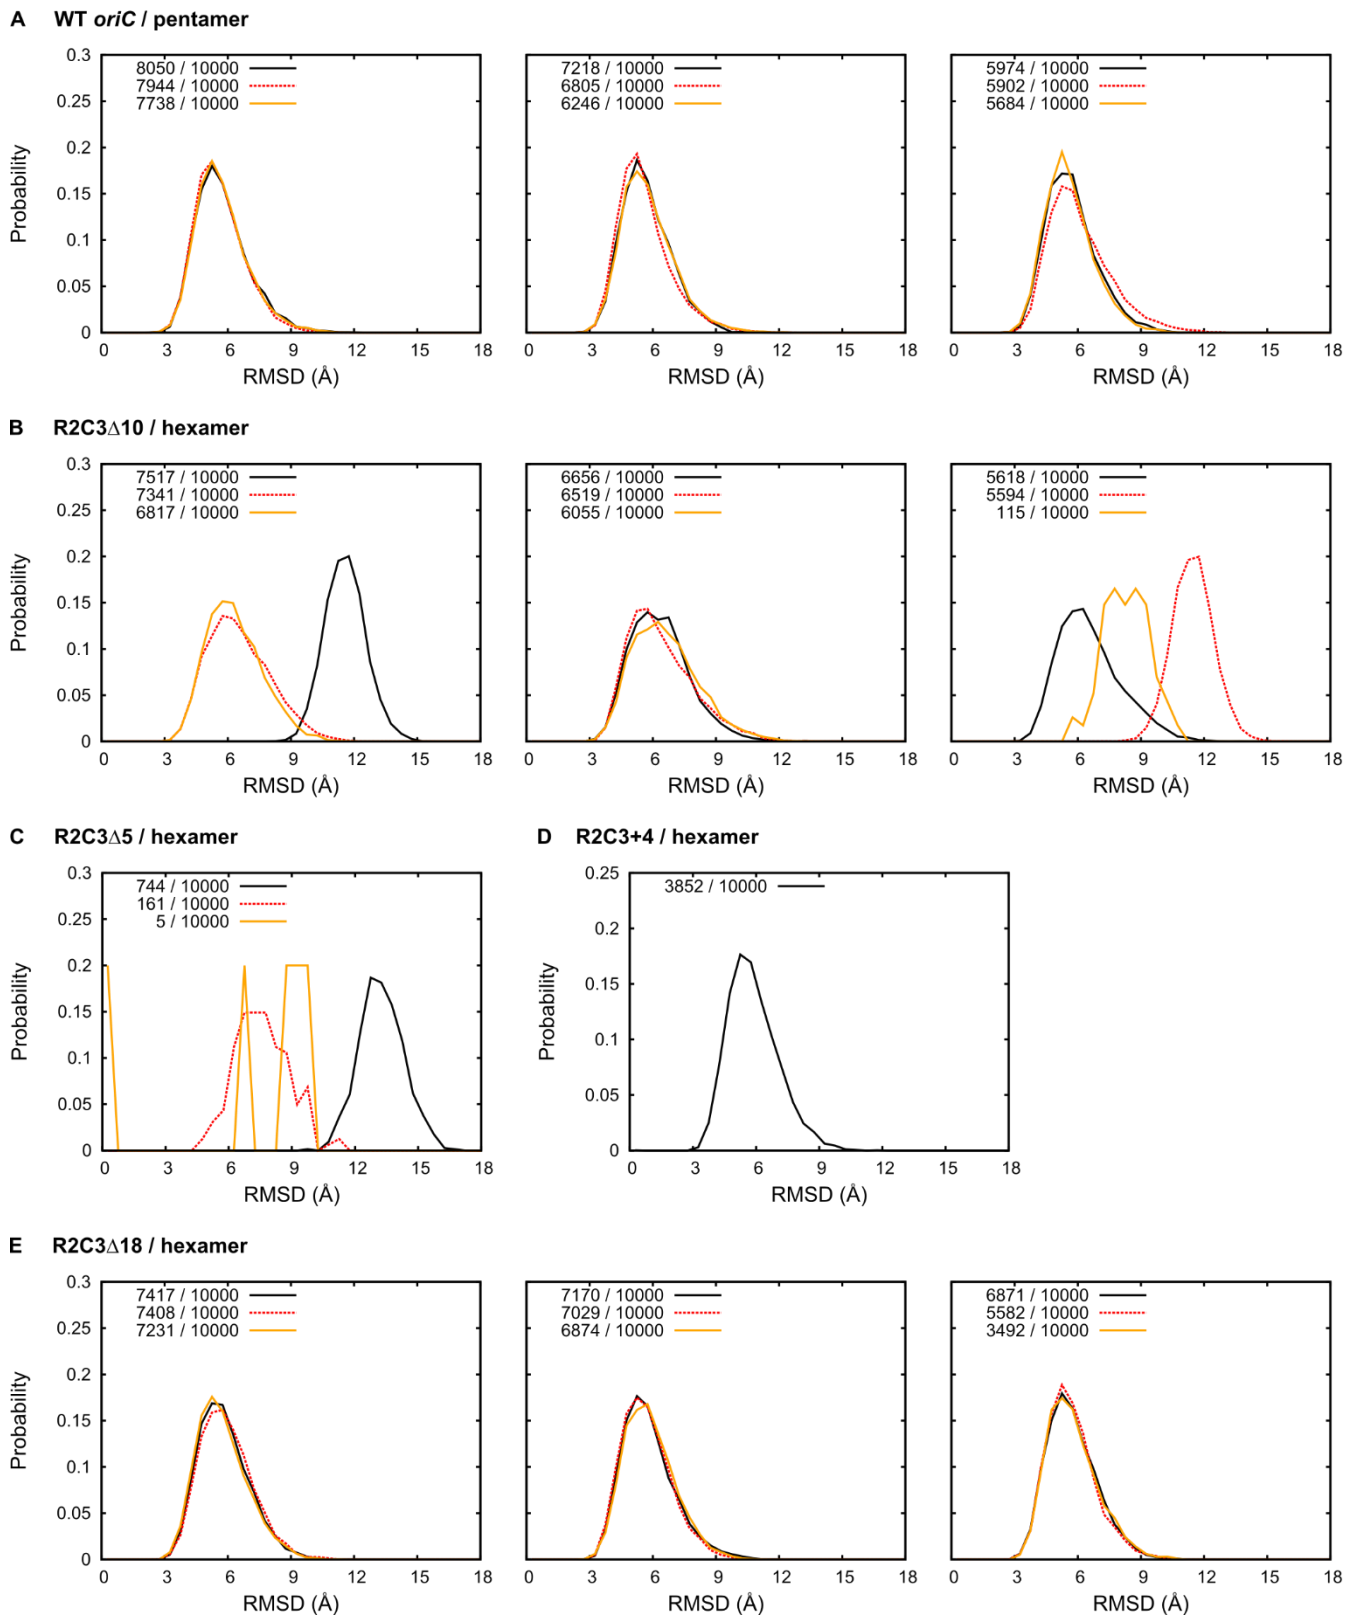 A WT oriC / pentamer
0.3
0.25
0.2
0.15
0.1
0.05
0
Probability
8050 / 10000
7944 / 10000
7738 / 10000
0 3 6 9 12 15 18
RMSD (Å)
7218 / 10000
6805 / 10000
6246 / 10000
0 3 6 9 12 15 18
RMSD (Å)
5974 / 10000
5902 / 10000
5684 / 10000
0 3 6 9 12 15 18
RMSD (Å)
B R2C3Δ10 / hexamer
0.3
0.25
0.2
0.15
0.1
0.05
0
Probability
7517 / 10000
7341 / 10000
6817 / 10000
0 3 6 9 12 15 18
RMSD (Å)
6656 / 10000
6519 / 10000
6055 / 10000
0 3 6 9 12 15 18
RMSD (Å)
5618 / 10000
5594 / 10000
115 / 10000
0 3 6 9 12 15 18
RMSD (Å)
C R2C3Δ5 / hexamer
0.3
0.25
0.2
0.15
0.1
0.05
0
Probability
744 / 10000
161 / 10000
5 / 10000
0 3 6 9 12 15 18
RMSD (Å)
D R2C3+4 / hexamer
0.25
0.2
0.15
0.1
0.05
0
Probability
3852 / 10000
0 3 6 9 12 15 18
RMSD (Å)
E R2C3Δ18 / hexamer
0.3
0.25
0.2
0.15
0.1
0.05
0
Probability
7417 / 10000
7408 / 10000
7231 / 10000
0 3 6 9 12 15 18
RMSD (Å)
7170 / 10000
7029 / 10000
6874 / 10000
0 3 6 9 12 15 18
RMSD (Å)
6871 / 10000
5582 / 10000
3492 / 10000
0 3 6 9 12 15 18
RMSD (Å)